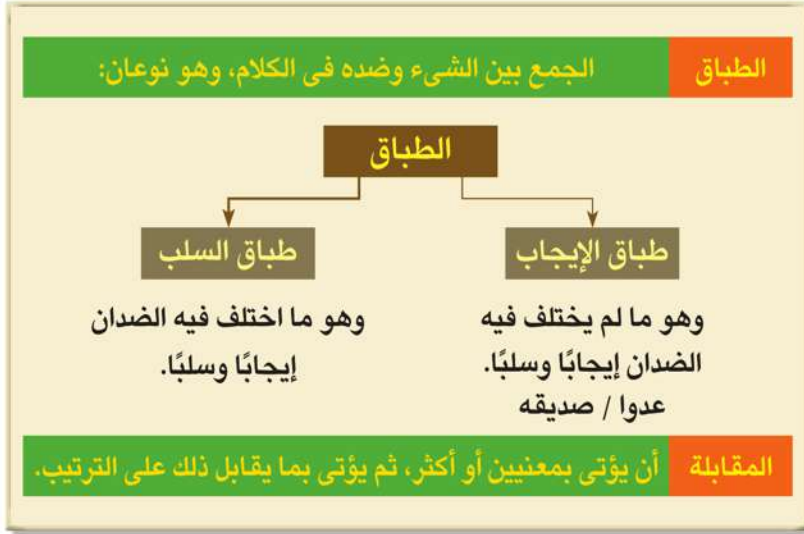 الطباق الجمع بين الشىء وضده فى الكلام، وهو نوعان:
الطباق
طباق الإيجاب
وهو ما لم يختلف فيه
الضدان إيجابًا وسلبًا.
عدوا / صديقه
طباق السلب
وهو ما اختلف فيه الضدان
إيجابًا وسلبًا.
المقابلة أن يؤتى بمعنيين أو أكثر، ثم يؤتى بما يقابل ذلك على الترتيب.